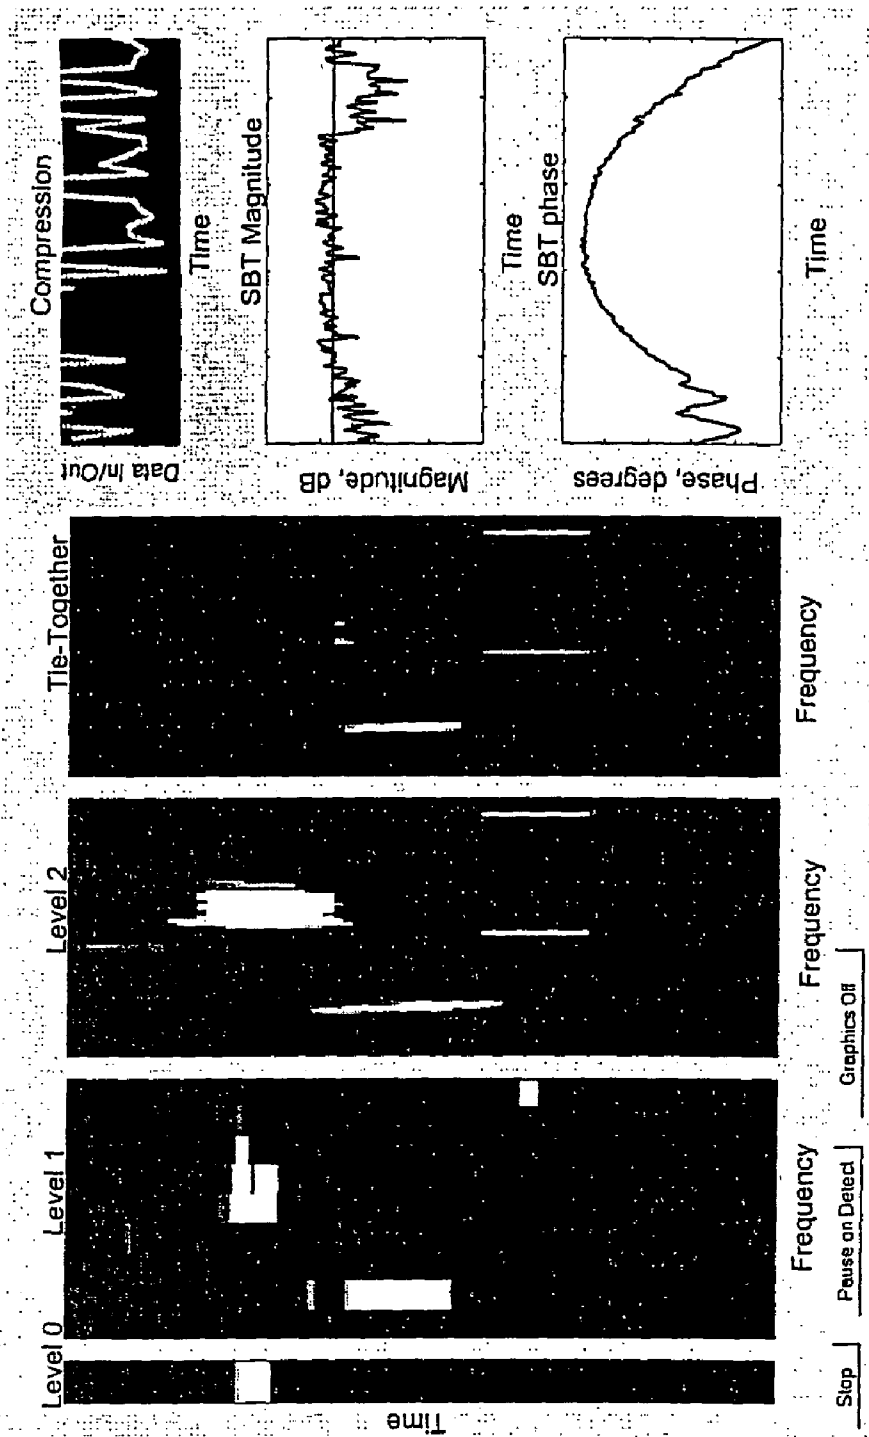 Level 0
Level 1
Level 2
Tie-Together
Time
Frequency
Frequency
Frequency
Compression
Data In/Out
Time
SBT Magnitude
Magnitude, dB
Time
SBT phase
Phase, degrees
Time
Stop
Pause on Detect
Graphics Off